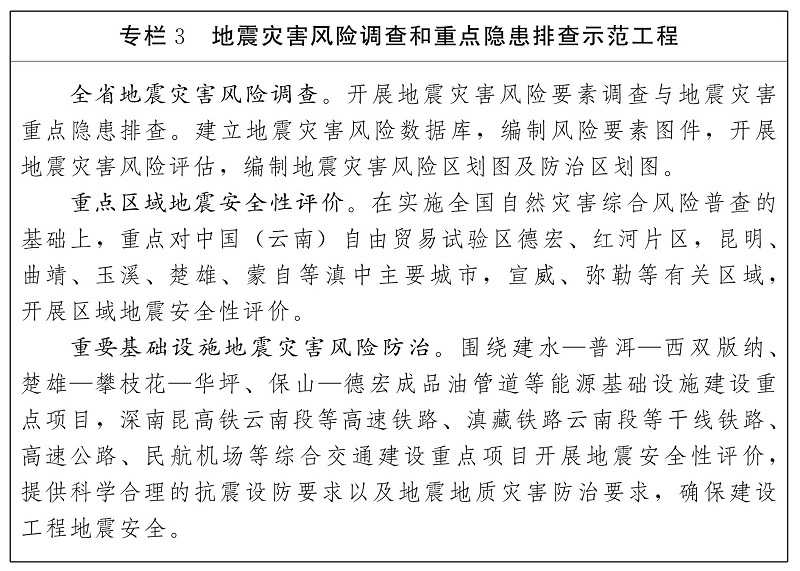 专栏 3　地震灾害风险调查和重点隐患排查示范工程
全省地震灾害风险调查。开展地震灾害风险要素调查与地震灾害
重点隐患排查。建立地震灾害风险数据库，编制风险要素图件，开展
地震灾害风险评估，编制地震灾害风险区划图及防治区划图。
重点区域地震安全性评价。在实施全国自然灾害综合风险普查的
基础上，重点对中国（云南）自由贸易试验区德宏、红河片区，昆明、
曲靖、玉溪、楚雄、蒙自等滇中主要城市，宣威、弥勒等有关区域，
开展区域地震安全性评价。
重要基础设施地震灾害风险防治。围绕建水—普洱—西双版纳、
楚雄—攀枝花—华坪、保山—德宏成品油管道等能源基础设施建设重
点项目，深南昆高铁云南段等高速铁路、滇藏铁路云南段等干线铁路、
高速公路、民航机场等综合交通建设重点项目开展地震安全性评价，
提供科学合理的抗震设防要求以及地震地质灾害防治要求，确保建设
工程地震安全。